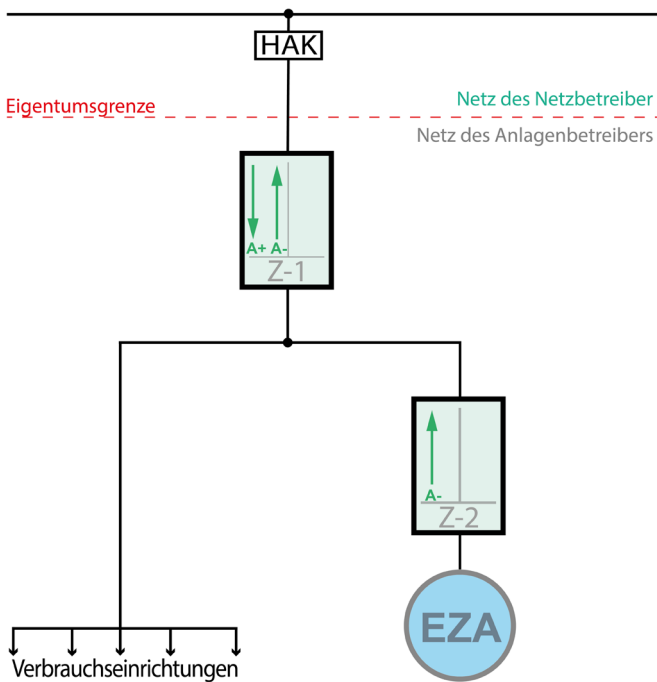 HAK
Eigentumsgrenze
Netz des Netzbetreiber
Netz des Anlagenbetreibers
A+ A-
Z-1
A-
Z-2
EZA
Verbrauchseinrichtungen